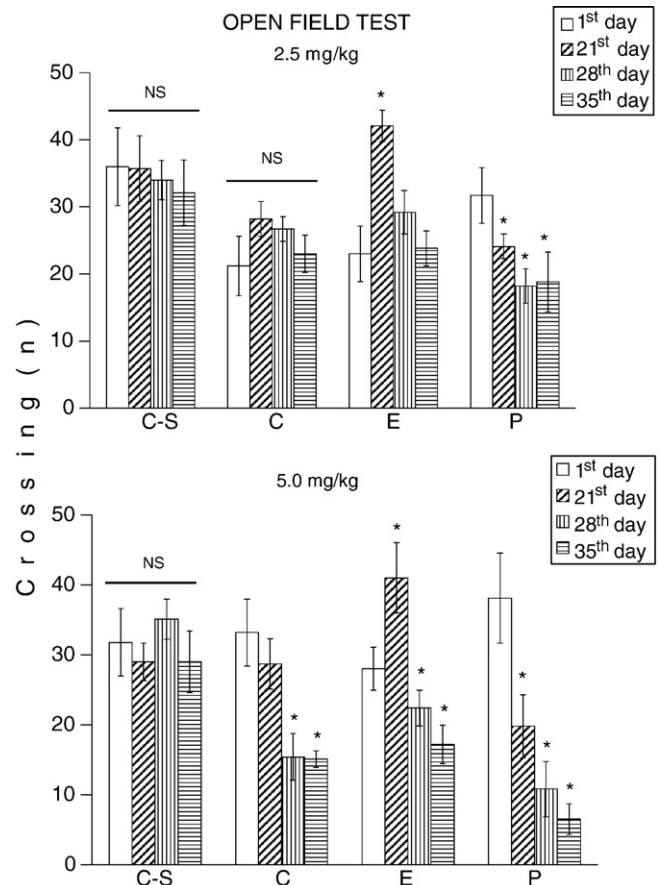 OPEN FIELD TEST
2.5 mg/kg
1st day
21st day
28th day
35th day
Crossing (n)
50
40
30
20
10
0
NS
NS
*
*
*
*
C-S
C
E
P
5.0 mg/kg
1st day
21st day
28th day
35th day
50
40
30
20
10
0
NS
*
*
*
*
*
*
*
*
C-S
C
E
P